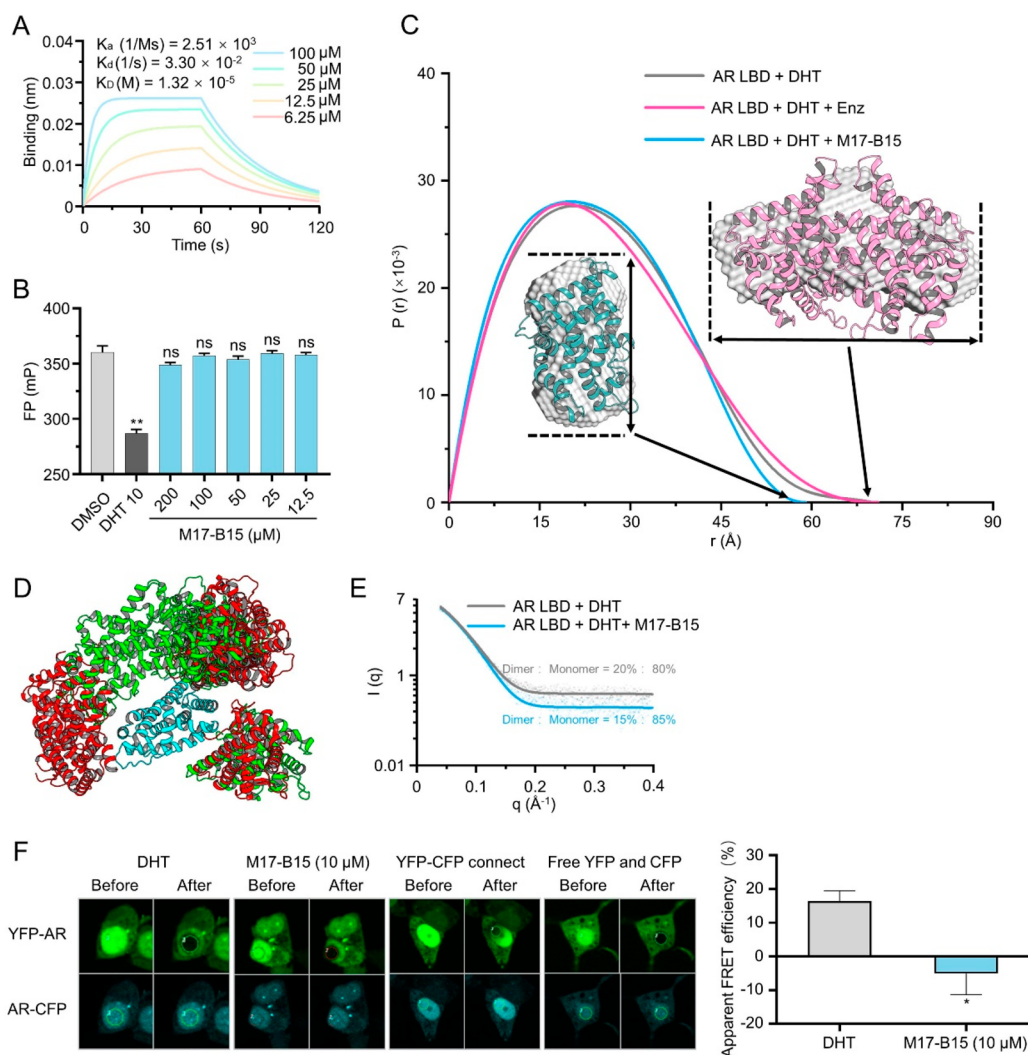 A
Ka (1/Ms) = 2.51 × 10³
Kd (1/s) = 3.30 × 10⁻²
KD (M) = 1.32 × 10⁻⁵
100 μM
50 μM
25 μM
12.5 μM
6.25 μM
Binding (nm)
0.04
0.03
0.02
0.01
0
0 30 60 90 120
Time (s)
B
FP (mP)
400
350
300
250
**
ns ns ns ns ns
DMSO
DHT 10
200
100
50
25
12.5
M17-B15 (μM)
C
AR LBD + DHT
AR LBD + DHT + Enz
AR LBD + DHT + M17-B15
P (r) (× 10⁻³)
40
30
20
10
0
0 15 30 45 60 75 90
r (Å)
D
E
AR LBD + DHT
AR LBD + DHT+ M17-B15
Dimer : Monomer = 20% : 80%
Dimer : Monomer = 15% : 85%
I (q)
7
1
0.01
0 0.1 0.2 0.3 0.4
q (Å⁻¹)
F
DHT M17-B15 (10 μM) YFP-CFP connect Free YFP and CFP
Before After Before After Before After Before After
YFP-AR
AR-CFP
Apparent FRET efficiency (%)
30
20
10
0
-10
-20
*
DHT M17-B15 (10 μM)